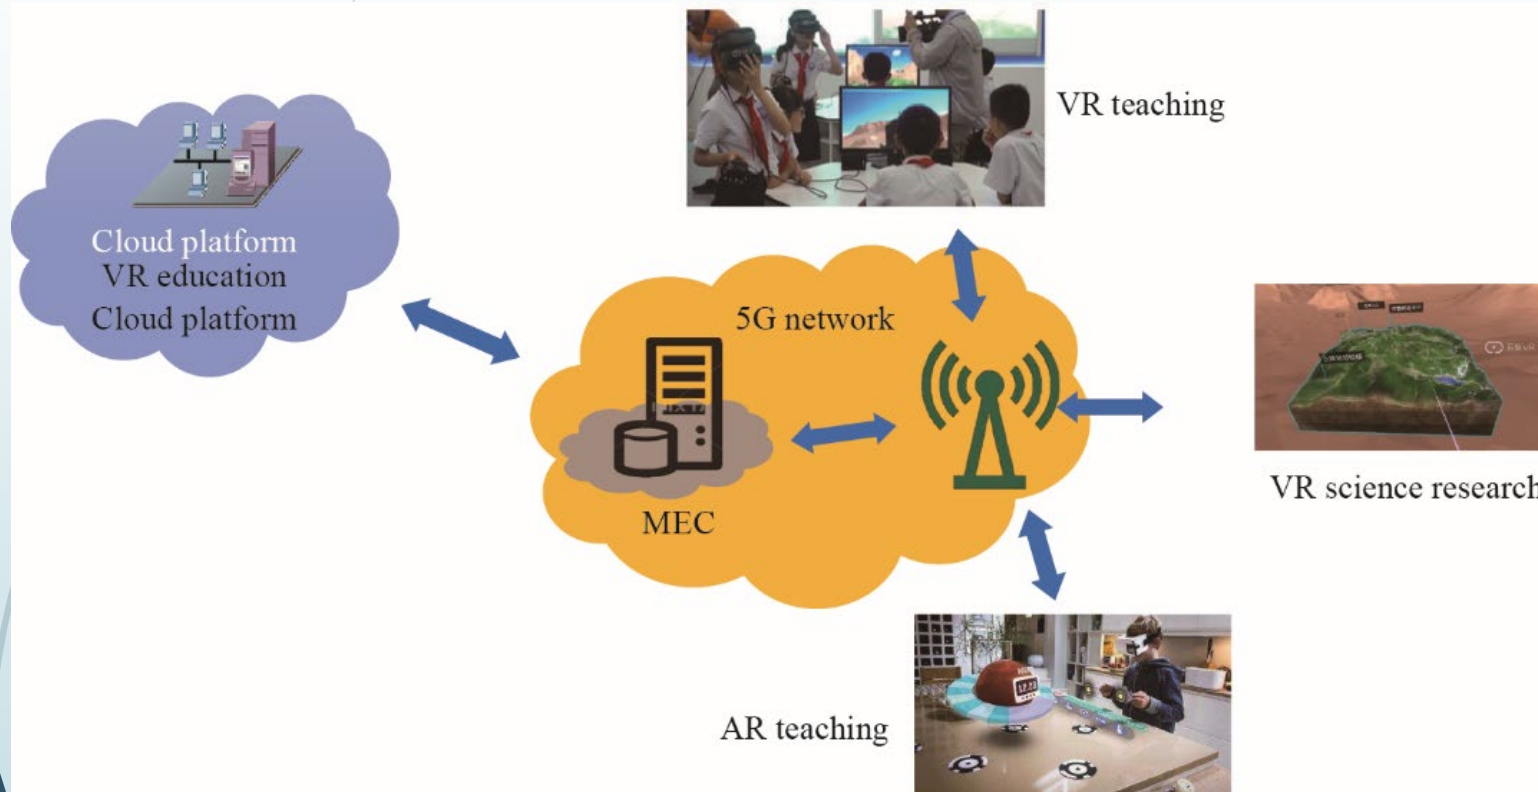 Cloud platform
VR education
Cloud platform
5G network
MEC
VR teaching
VR science research
AR teaching